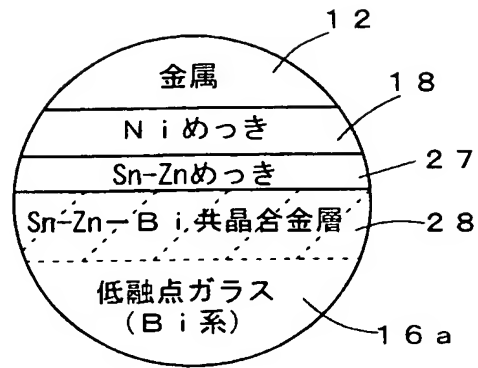 12
金属
18
Niめっき
27
Sn-Znめっき
Sn-Zn-Bi共晶合金層
28
低融点ガラス
(Bi系)
16a